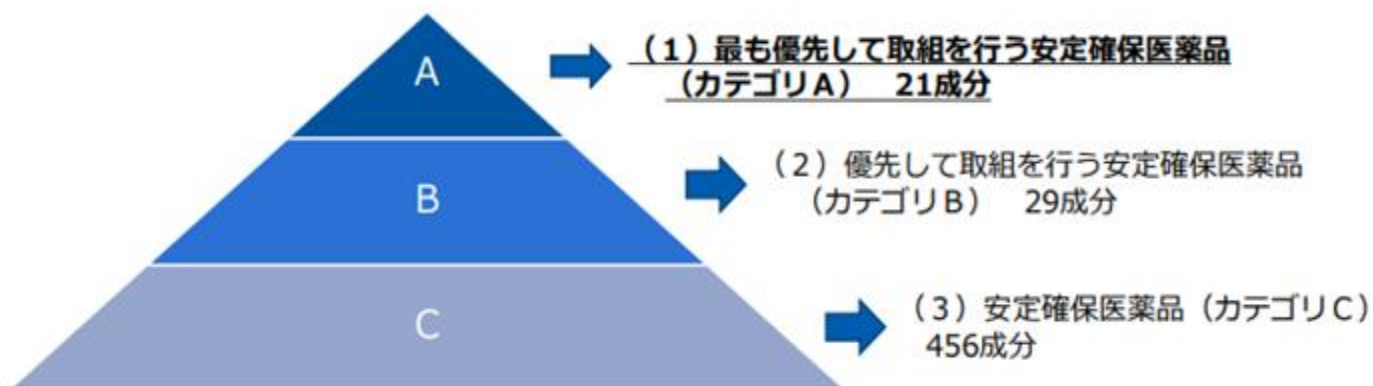 A
（1）最も優先して取組を行う安定確保医薬品
（カテゴリA） 21成分
B
（2）優先して取組を行う安定確保医薬品
（カテゴリB） 29成分
C
（3）安定確保医薬品（カテゴリC）
456成分